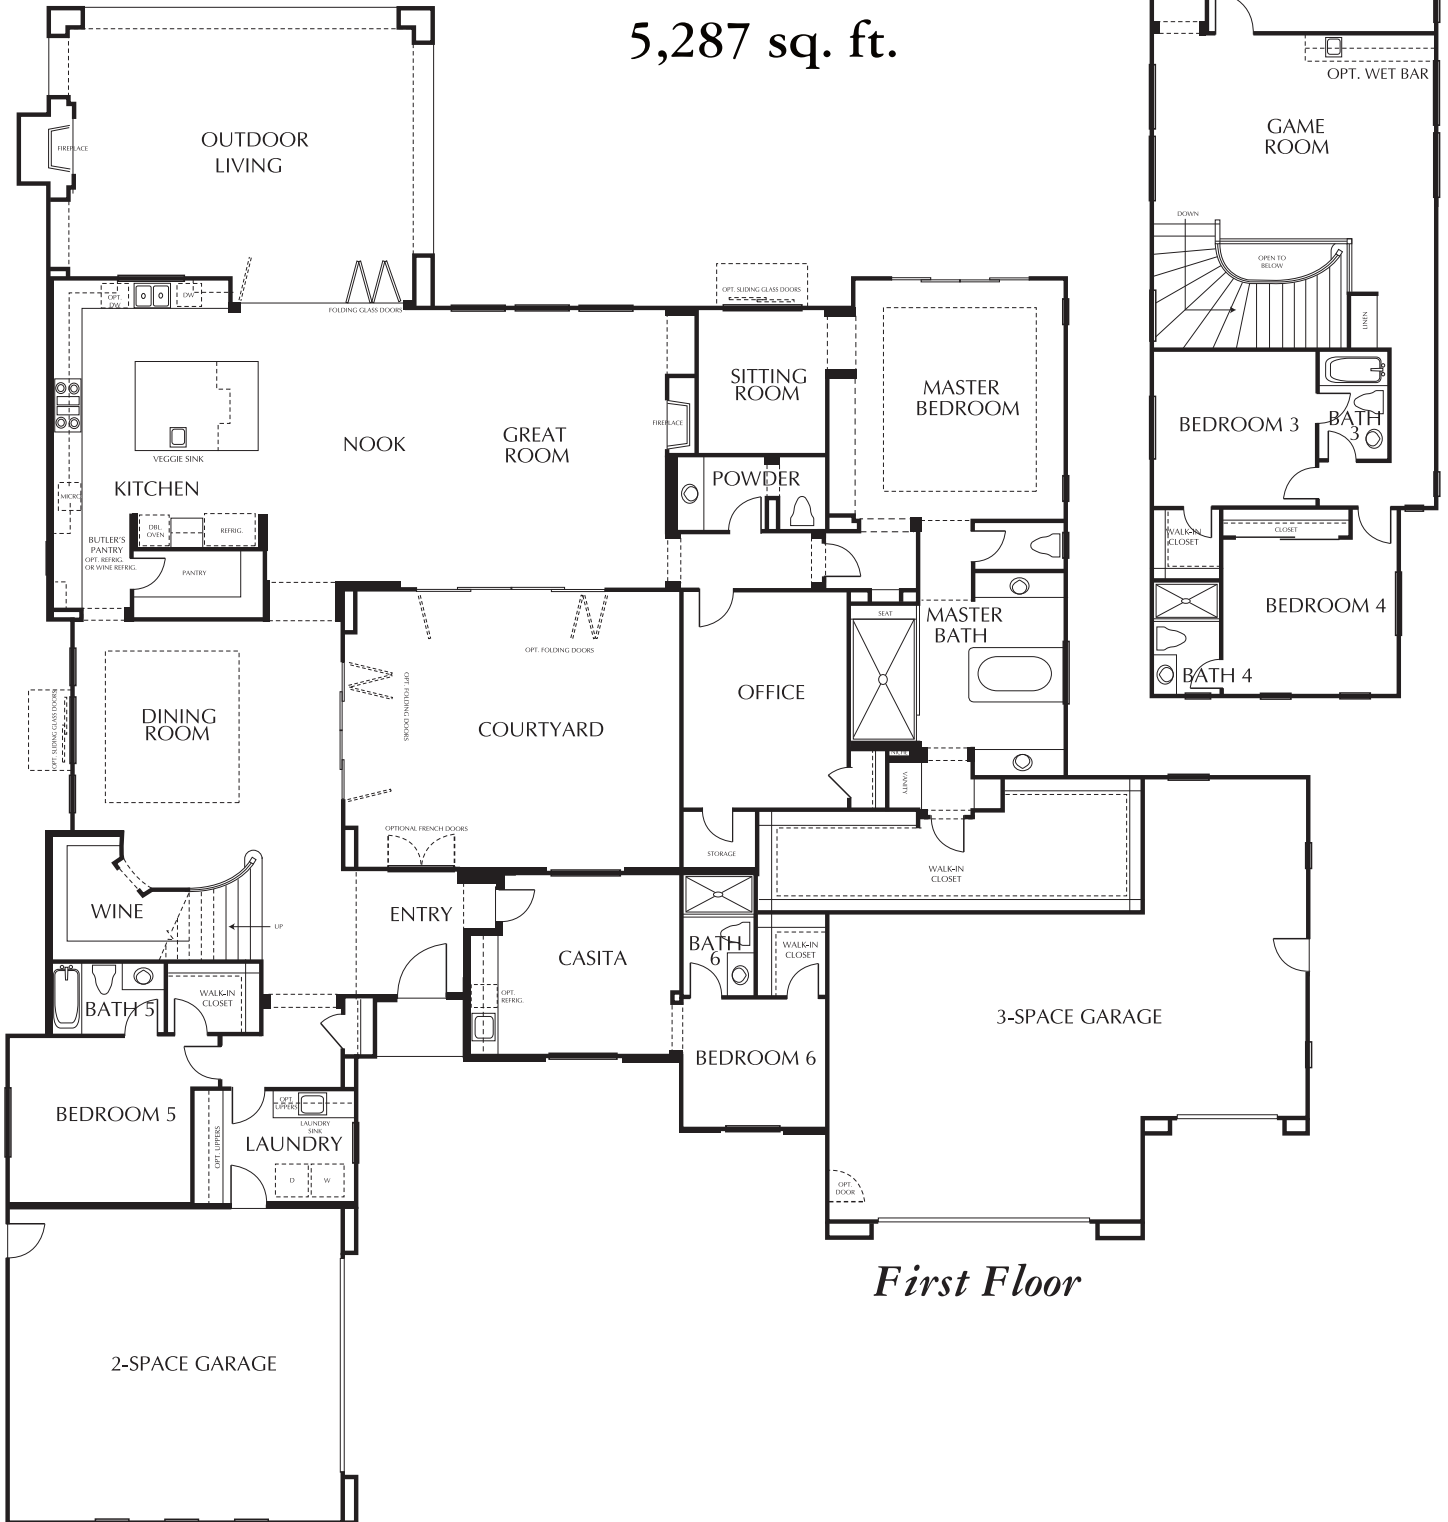 5,287 sq. ft.
OUTDOOR
LIVING
FIREPLACE
FOLDING GLASS DOORS
OPT.
DW
DW
VEGGIE SINK
KITCHEN
MICRO
DBL.
OVEN
REFRIG.
BUTLER'S
PANTRY
OPT. REFRIG.
OR WINE REFRIG.
PANTRY
NOOK
GREAT
ROOM
FIREPLACE
OPT. SLIDING GLASS DOORS
SITTING
ROOM
POWDER
MASTER
BEDROOM
SEAT
MASTER
BATH
VANITY
OFFICE
STORAGE
WALK-IN
CLOSET
OPT. FOLDING DOORS
OPT. FOLDING DOORS
COURTYARD
OPTIONAL FRENCH DOORS
DINING
ROOM
OPT. SLIDING GLASS DOORS
WINE
UP
ENTRY
CASITA
OPT.
REFRIG.
BATH
6
WALK-IN
CLOSET
BEDROOM 6
BATH 5
WALK-IN
CLOSET
BEDROOM 5
OPT.
UPPERS
LAUNDRY
SINK
OPT. UPPERS
LAUNDRY
D
W
3-SPACE GARAGE
OPT.
DOOR
2-SPACE GARAGE
First Floor
OPT. WET BAR
GAME
ROOM
DOWN
OPEN TO
BELOW
LINEN
BEDROOM 3
BATH
3
WALK-IN
CLOSET
CLOSET
BEDROOM 4
BATH 4